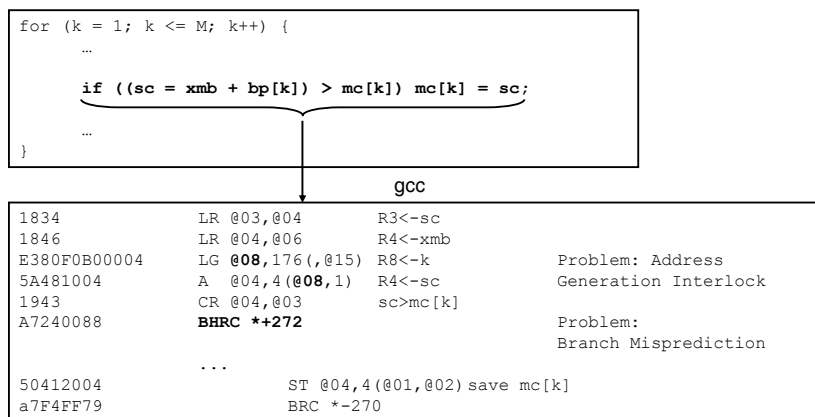 for (k = 1; k <= M; k++) {
…
if ((sc = xmb + bp[k]) > mc[k]) mc[k] = sc;
…
}
gcc
1834 LR @03,@04 R3<-sc
1846 LR @04,@06 R4<-xmb
E380F0B00004 LG @08,176(,@15) R8<-k Problem: Address
5A481004 A @04,4(@08,1) R4<-sc Generation Interlock
1943 CR @04,@03 sc>mc[k]
A7240088 BHRC *+272 Problem:
Branch Misprediction
...
50412004 ST @04,4(@01,@02) save mc[k]
a7F4FF79 BRC *-270